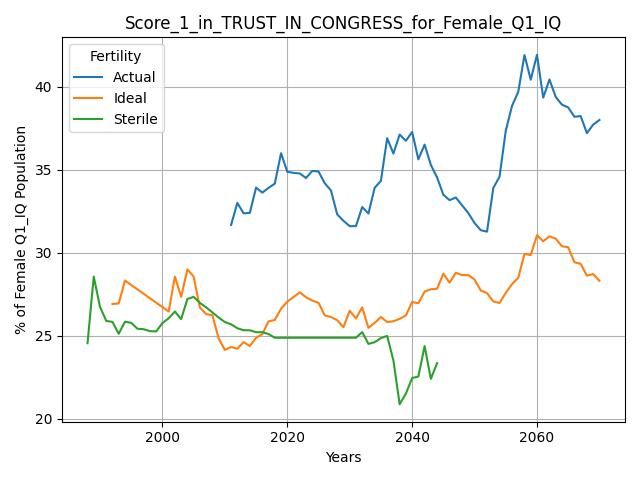 Score_1_in_TRUST_IN_CONGRESS_for_Female_Q1_IQ
% of Female Q1_IQ Population
Fertility
Actual
Ideal
Sterile
40
35
30
25
20
2000 2020 2040 2060
Years